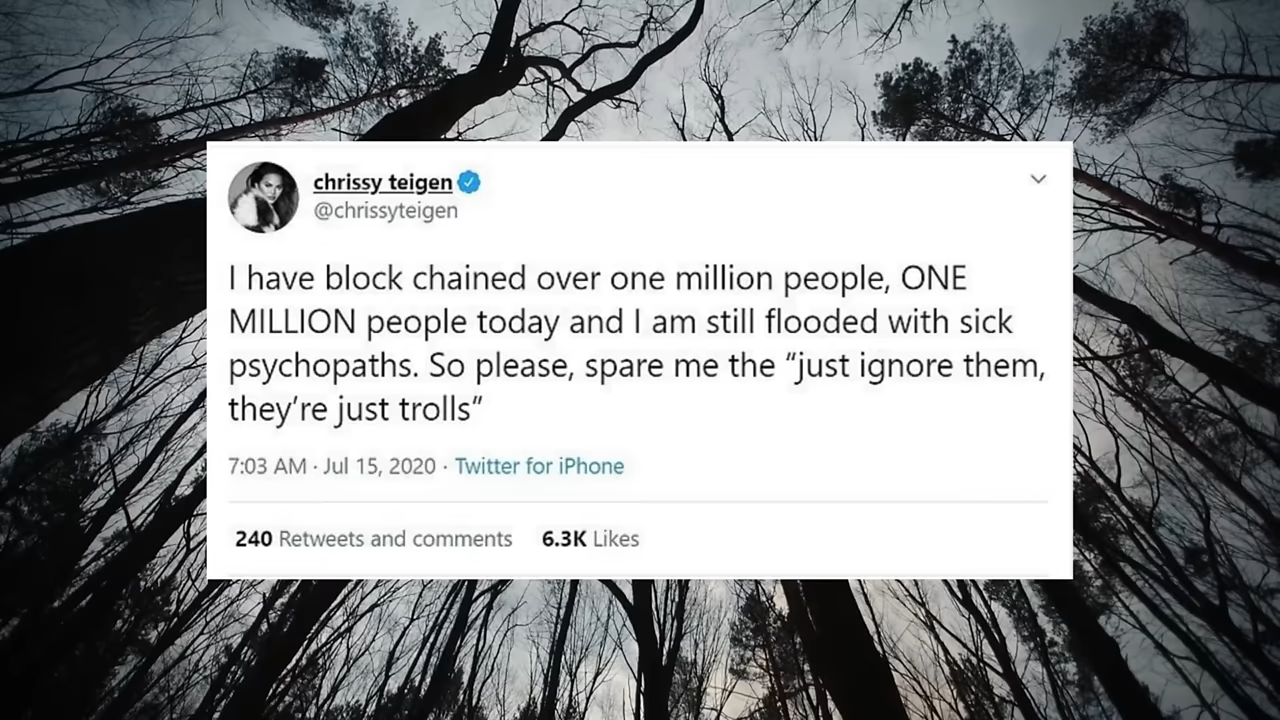 chrissy teigen
@chrissyteigen
I have block chained over one million people, ONE
MILLION people today and I am still flooded with sick
psychopaths. So please, spare me the “just ignore them,
they’re just trolls”
7:03 AM · Jul 15, 2020 · Twitter for iPhone
240 Retweets and comments 6.3K Likes